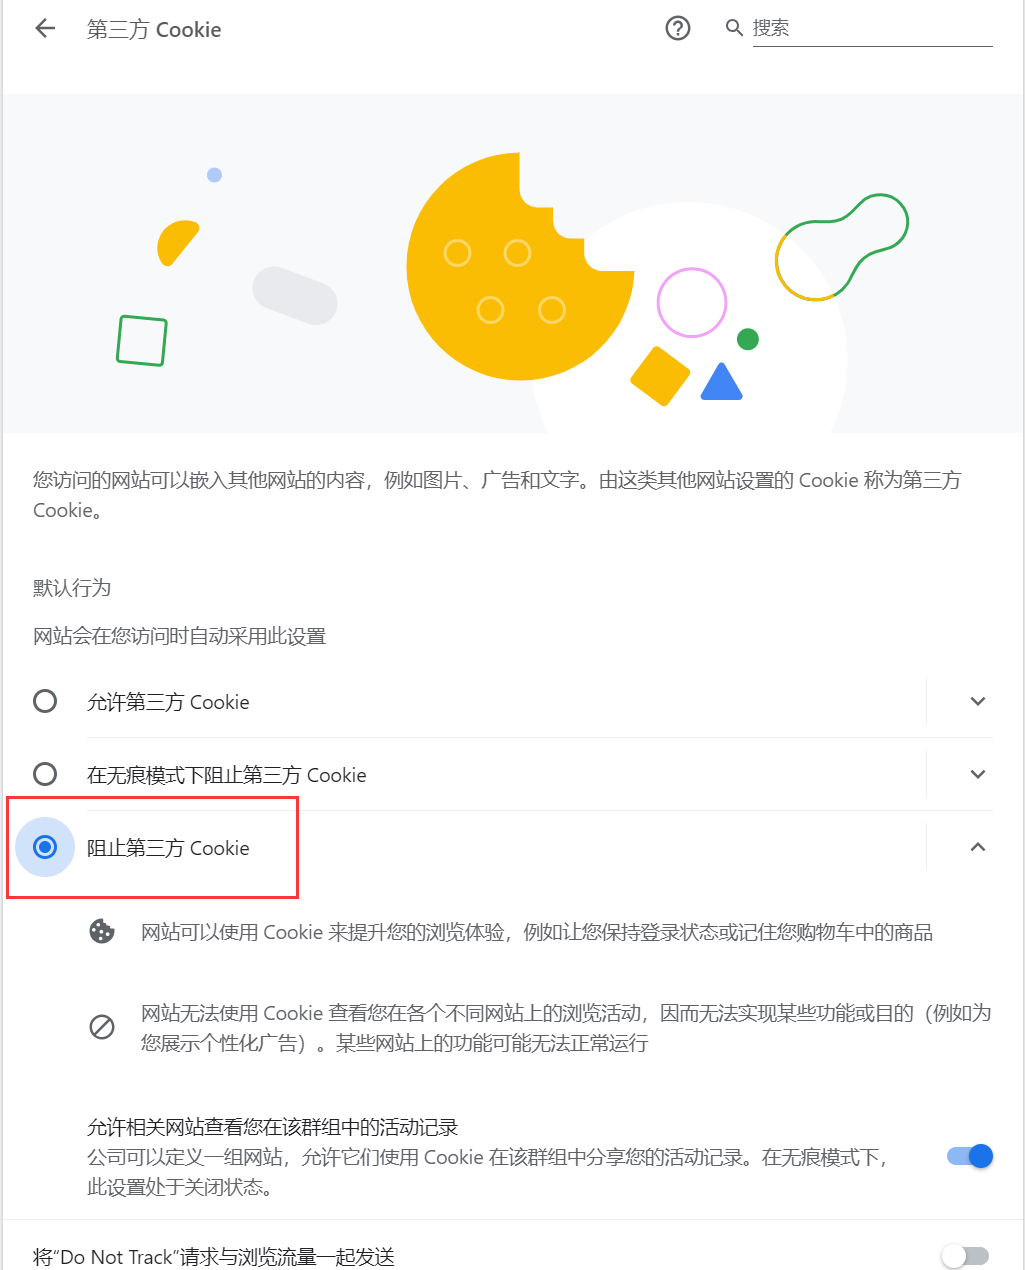 第三方 Cookie
搜索
您访问的网站可以嵌入其他网站的内容，例如图片、广告和文字。由这类其他网站设置的 Cookie 称为第三方
Cookie。
默认行为
网站会在您访问时自动采用此设置
允许第三方 Cookie
在无痕模式下阻止第三方 Cookie
阻止第三方 Cookie
网站可以使用 Cookie 来提升您的浏览体验，例如让您保持登录状态或记住您购物车中的商品
网站无法使用 Cookie 查看您在各个不同网站上的浏览活动，因而无法实现某些功能或目的（例如为
您展示个性化广告）。某些网站上的功能可能无法正常运行
允许相关网站查看您在该群组中的活动记录
公司可以定义一组网站，允许它们使用 Cookie 在该群组中分享您的活动记录。在无痕模式下，
此设置处于关闭状态。
将“Do Not Track”请求与浏览流量一起发送